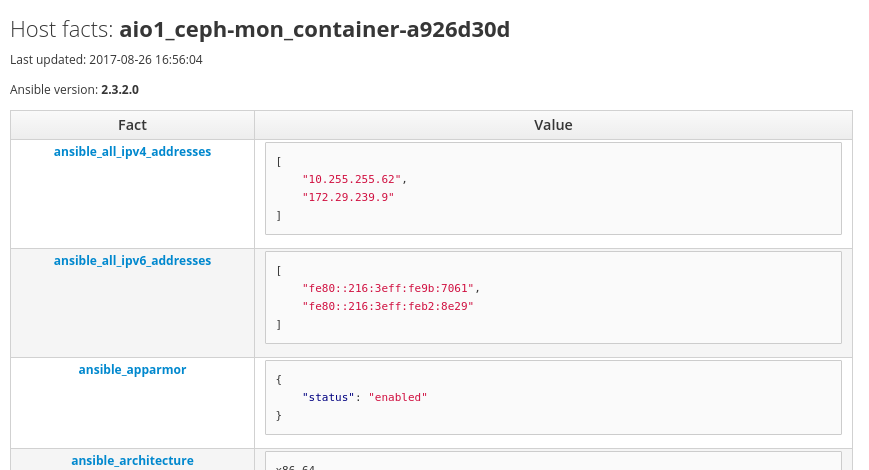 Host facts: aio1_ceph-mon_container-a926d30d
Last updated: 2017-08-26 16:56:04
Ansible version: 2.3.2.0
Fact Value
ansible_all_ipv4_addresses
[
"10.255.255.62",
"172.29.239.9"
]
ansible_all_ipv6_addresses
[
"fe80::216:3eff:fe9b:7061",
"fe80::216:3eff:feb2:8e29"
]
ansible_apparmor
{
"status": "enabled"
}
ansible_architecture
x86_64